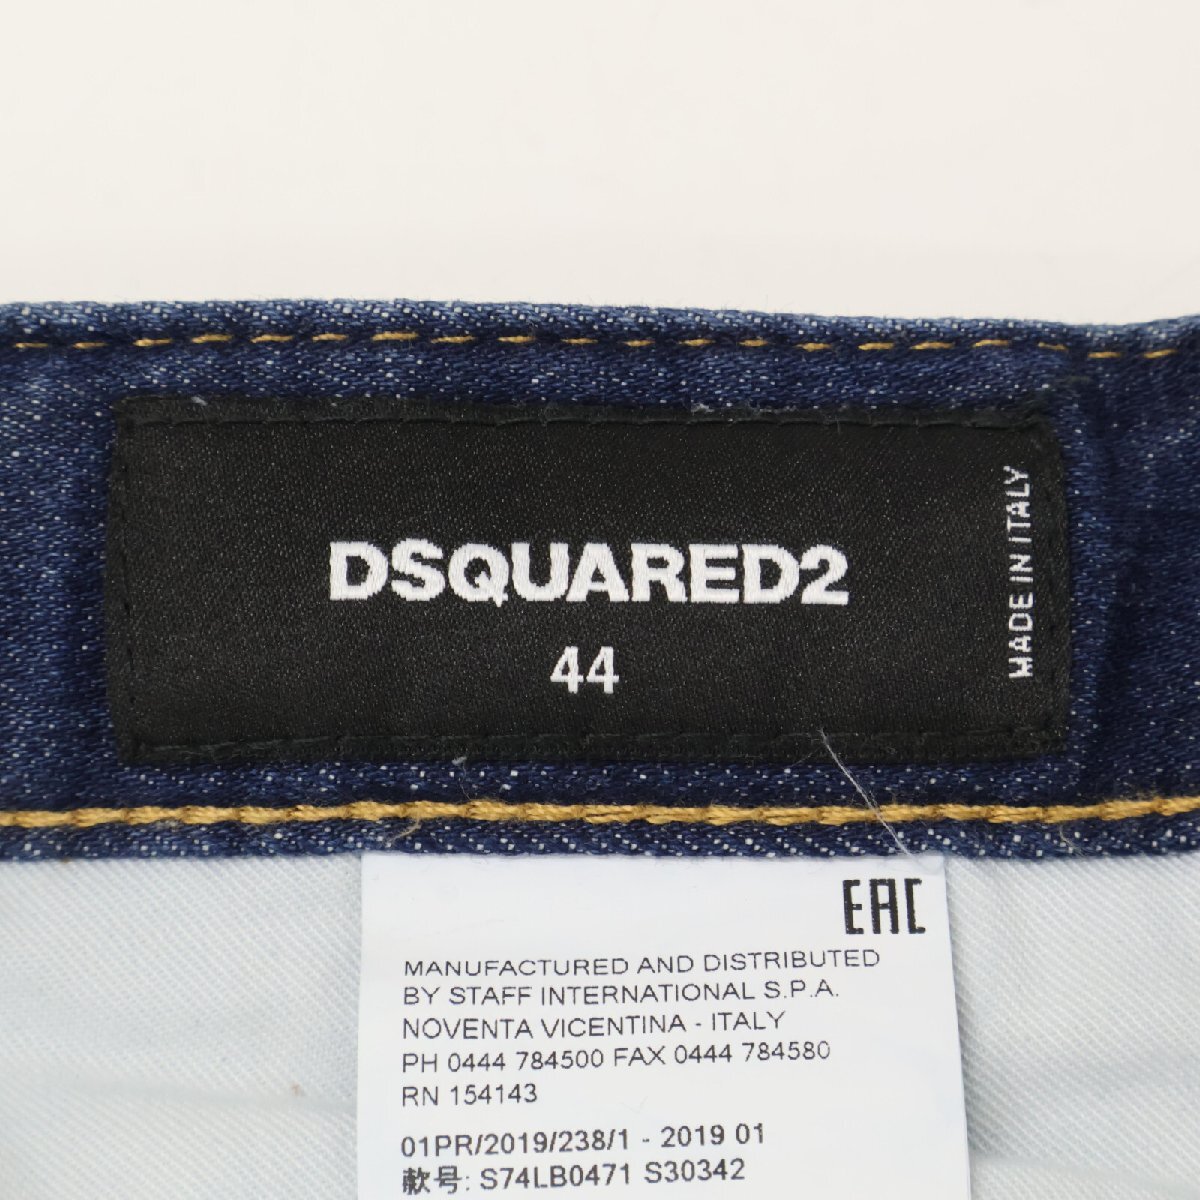 DSQUARED2
44
MADE IN ITALY
EAC
MANUFACTURED AND DISTRIBUTED
BY STAFF INTERNATIONAL S.P.A.
NOVENTA VICENTINA - ITALY
PH 0444 784500 FAX 0444 784580
RN 154143
01PR/2019/238/1 - 2019 01
款号: S74LB0471 S30342